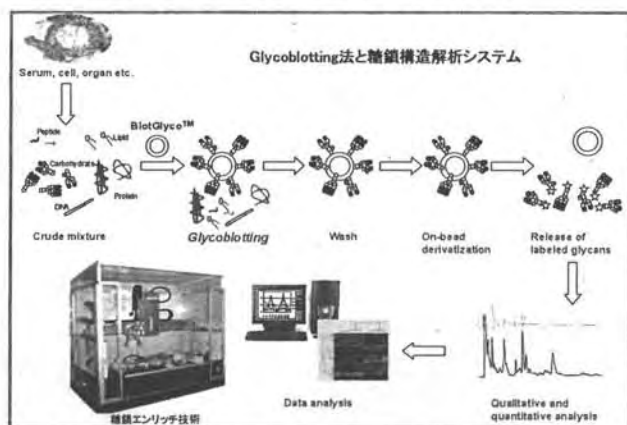 Glycoblotting法と糖鎖構造解析システム
Serum, cell, organ etc.
BlotGlyco™
Peptide
Lipid
Carbohydrate
Protein
DNA
Crude mixture
Glycoblotting
Wash
On-bead
derivatization
Release of
labeled glycans
糖鎖エンリッチ技術
Data analysis
Qualitative and
quantitative analysis